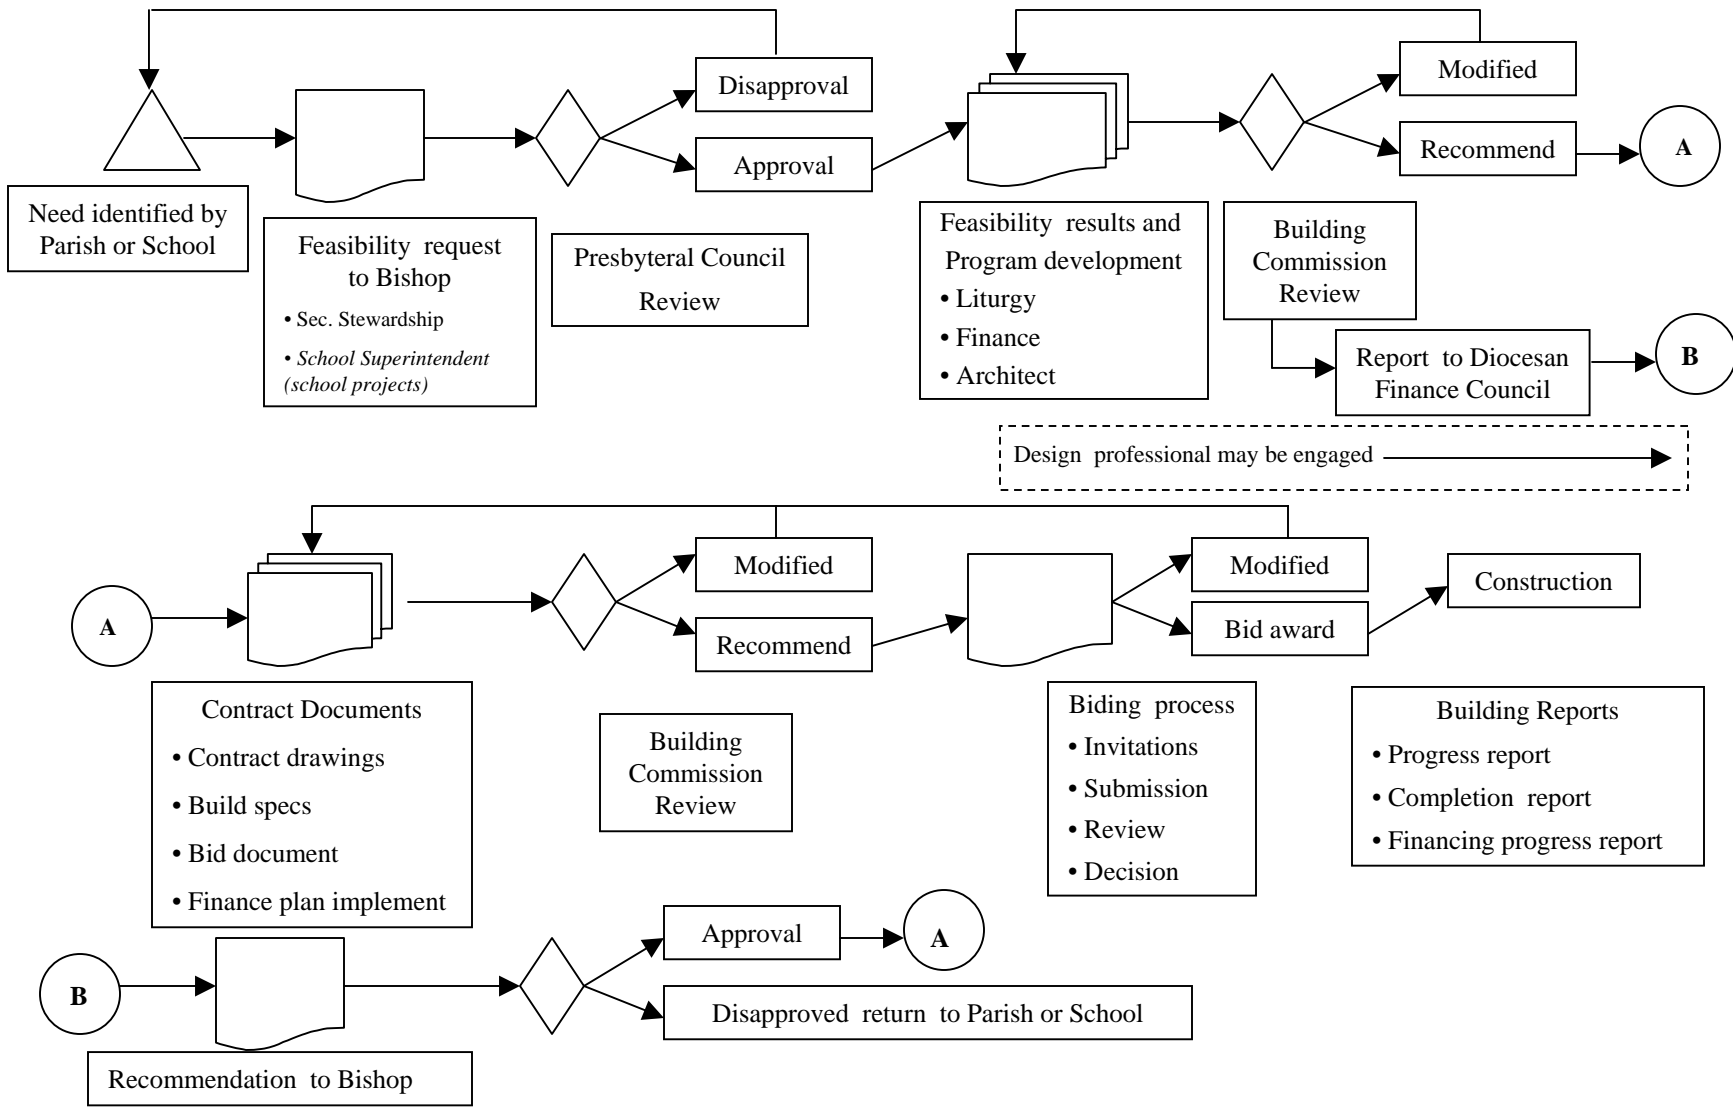 Disapproval
Approval
Modified
Recommend
A
Need identified by
Parish or School
Feasibility request
to Bishop
• Sec. Stewardship
• School Superintendent
(school projects)
Presbyteral Council
Review
Feasibility results and
Program development
• Liturgy
• Finance
• Architect
Building
Commission
Review
Report to Diocesan
Finance Council
B
Design professional may be engaged
A
Modified
Recommend
Modified
Bid award
Construction
Contract Documents
• Contract drawings
• Build specs
• Bid document
• Finance plan implement
Building
Commission
Review
Biding process
• Invitations
• Submission
• Review
• Decision
Building Reports
• Progress report
• Completion report
• Financing progress report
B
Approval
A
Disapproved return to Parish or School
Recommendation to Bishop